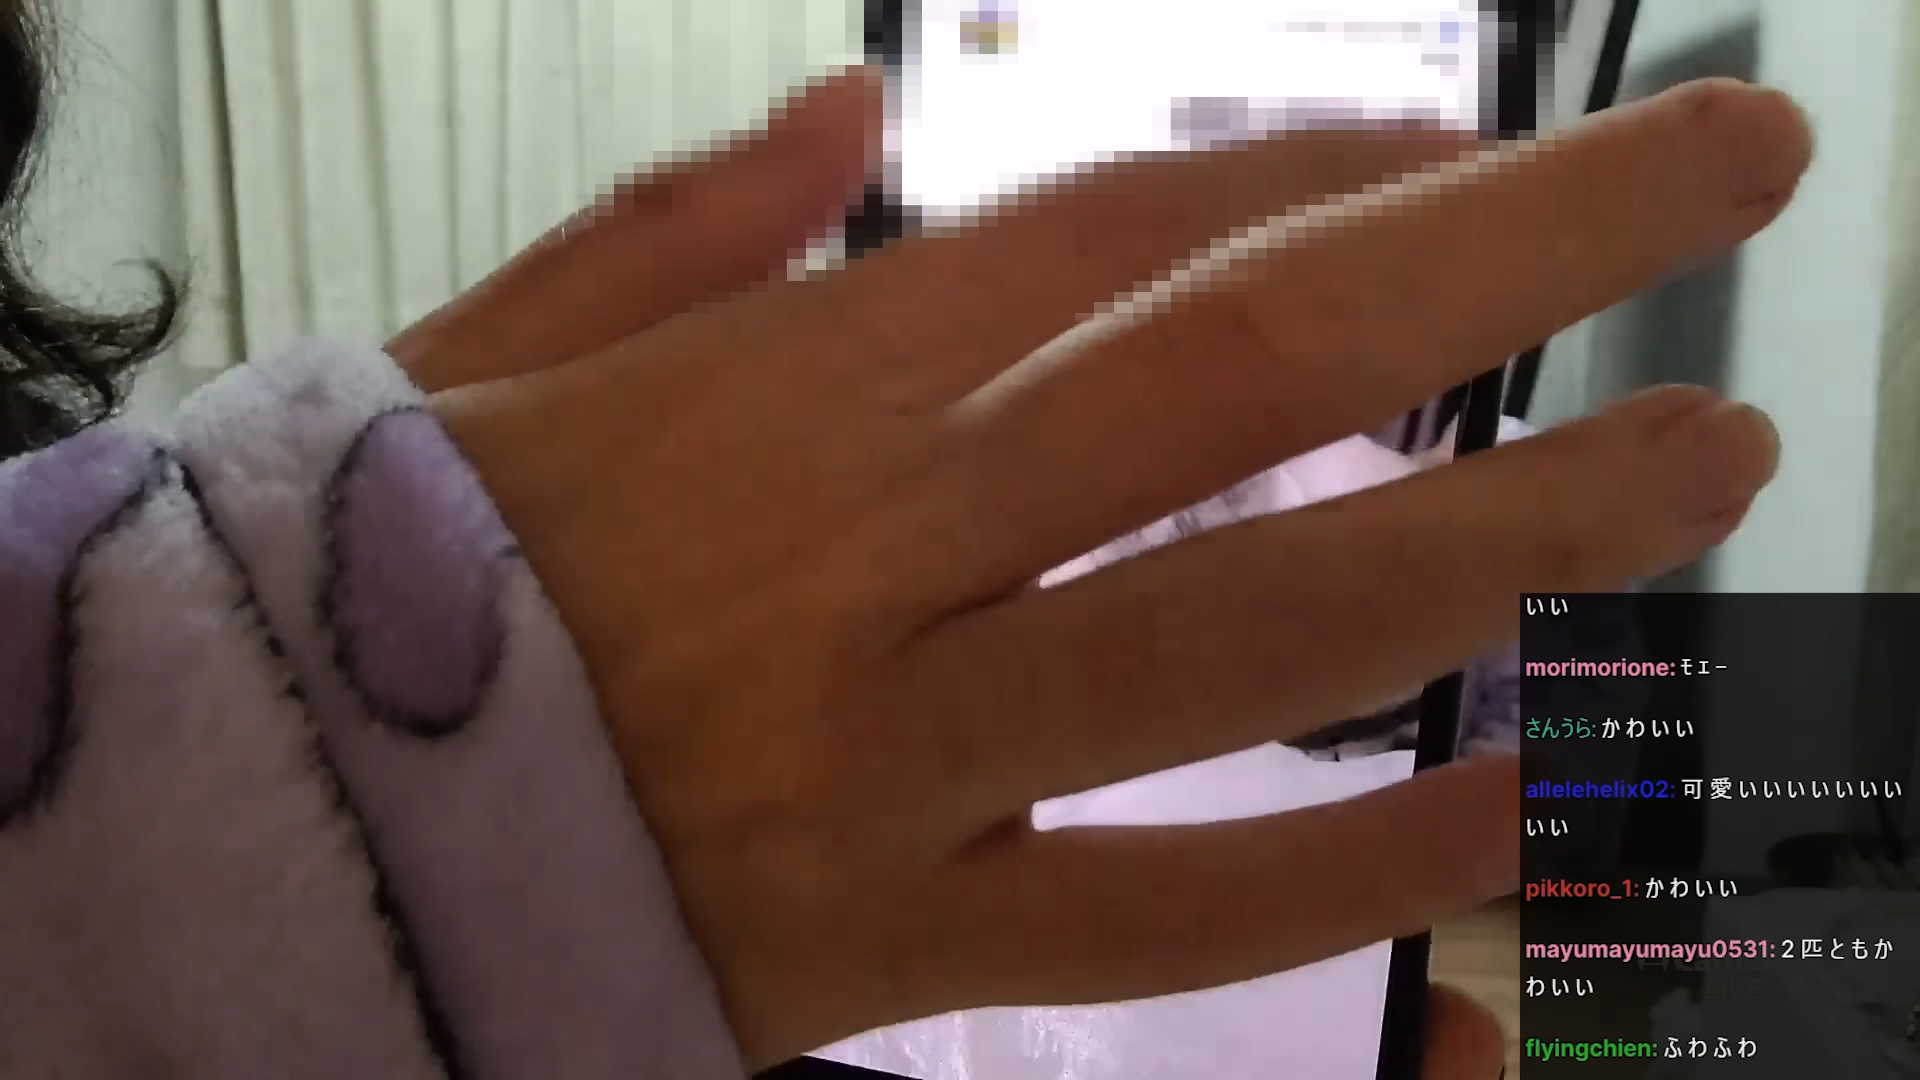 いい
morimorione:ﾓｪｰ
さんうら:かわいい
allelehelix02:可愛いいいいいいい
いい
pikkoro_1:かわいい
mayumayumayu0531:2匹ともか
わいい
flyingchien:ふわふわ